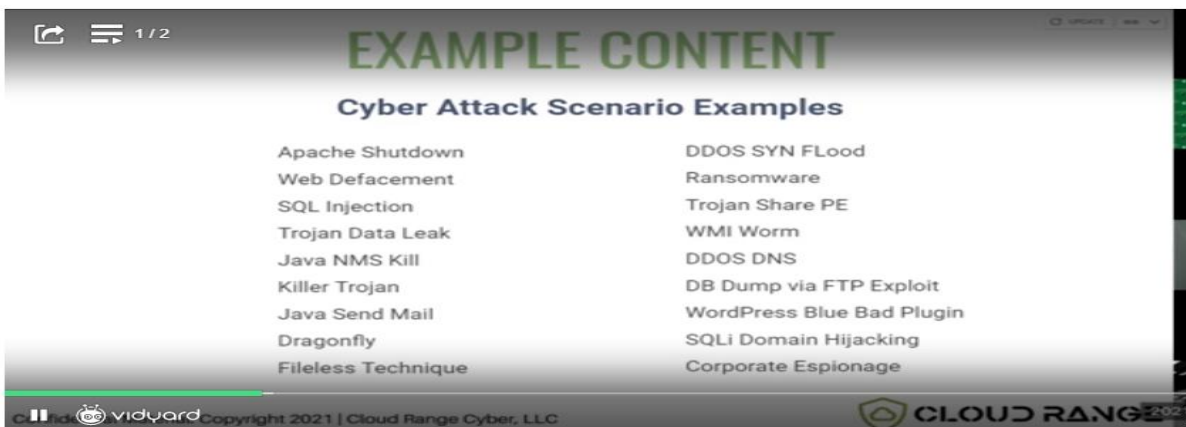 1/2
UPDATE
EXAMPLE CONTENT
Cyber Attack Scenario Examples
Apache Shutdown
Web Defacement
SQL Injection
Trojan Data Leak
Java NMS Kill
Killer Trojan
Java Send Mail
Dragonfly
Fileless Technique
DDOS SYN FLood
Ransomware
Trojan Share PE
WMI Worm
DDOS DNS
DB Dump via FTP Exploit
WordPress Blue Bad Plugin
SQLi Domain Hijacking
Corporate Espionage
vidyard
Copyright 2021 | Cloud Range Cyber, LLC
CLOUD RANGE